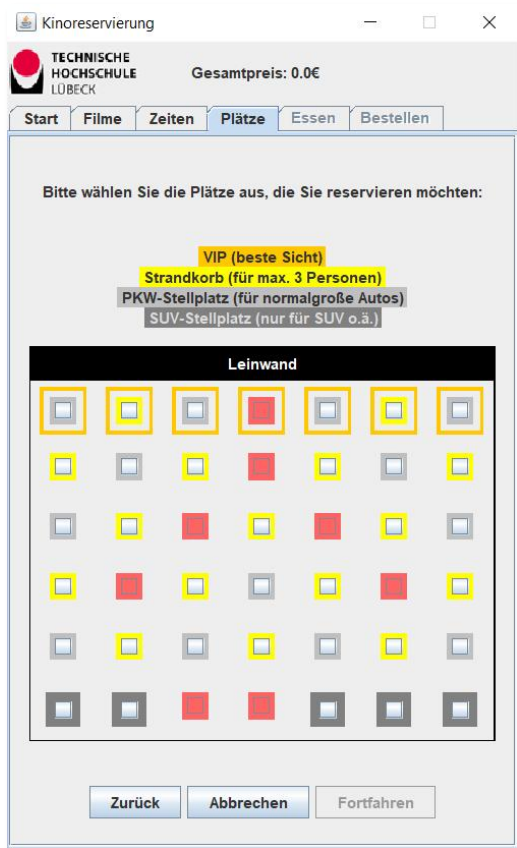 Kinoreservierung
TECHNISCHE
HOCHSCHULE
LÜBECK
Gesamtpreis: 0.0€
Start Filme Zeiten Plätze Essen Bestellen
Bitte wählen Sie die Plätze aus, die Sie reservieren möchten:
VIP (beste Sicht)
Strandkorb (für max. 3 Personen)
PKW-Stellplatz (für normalgroße Autos)
SUV-Stellplatz (nur für SUV o.ä.)
Leinwand
Zurück Abbrechen Fortfahren